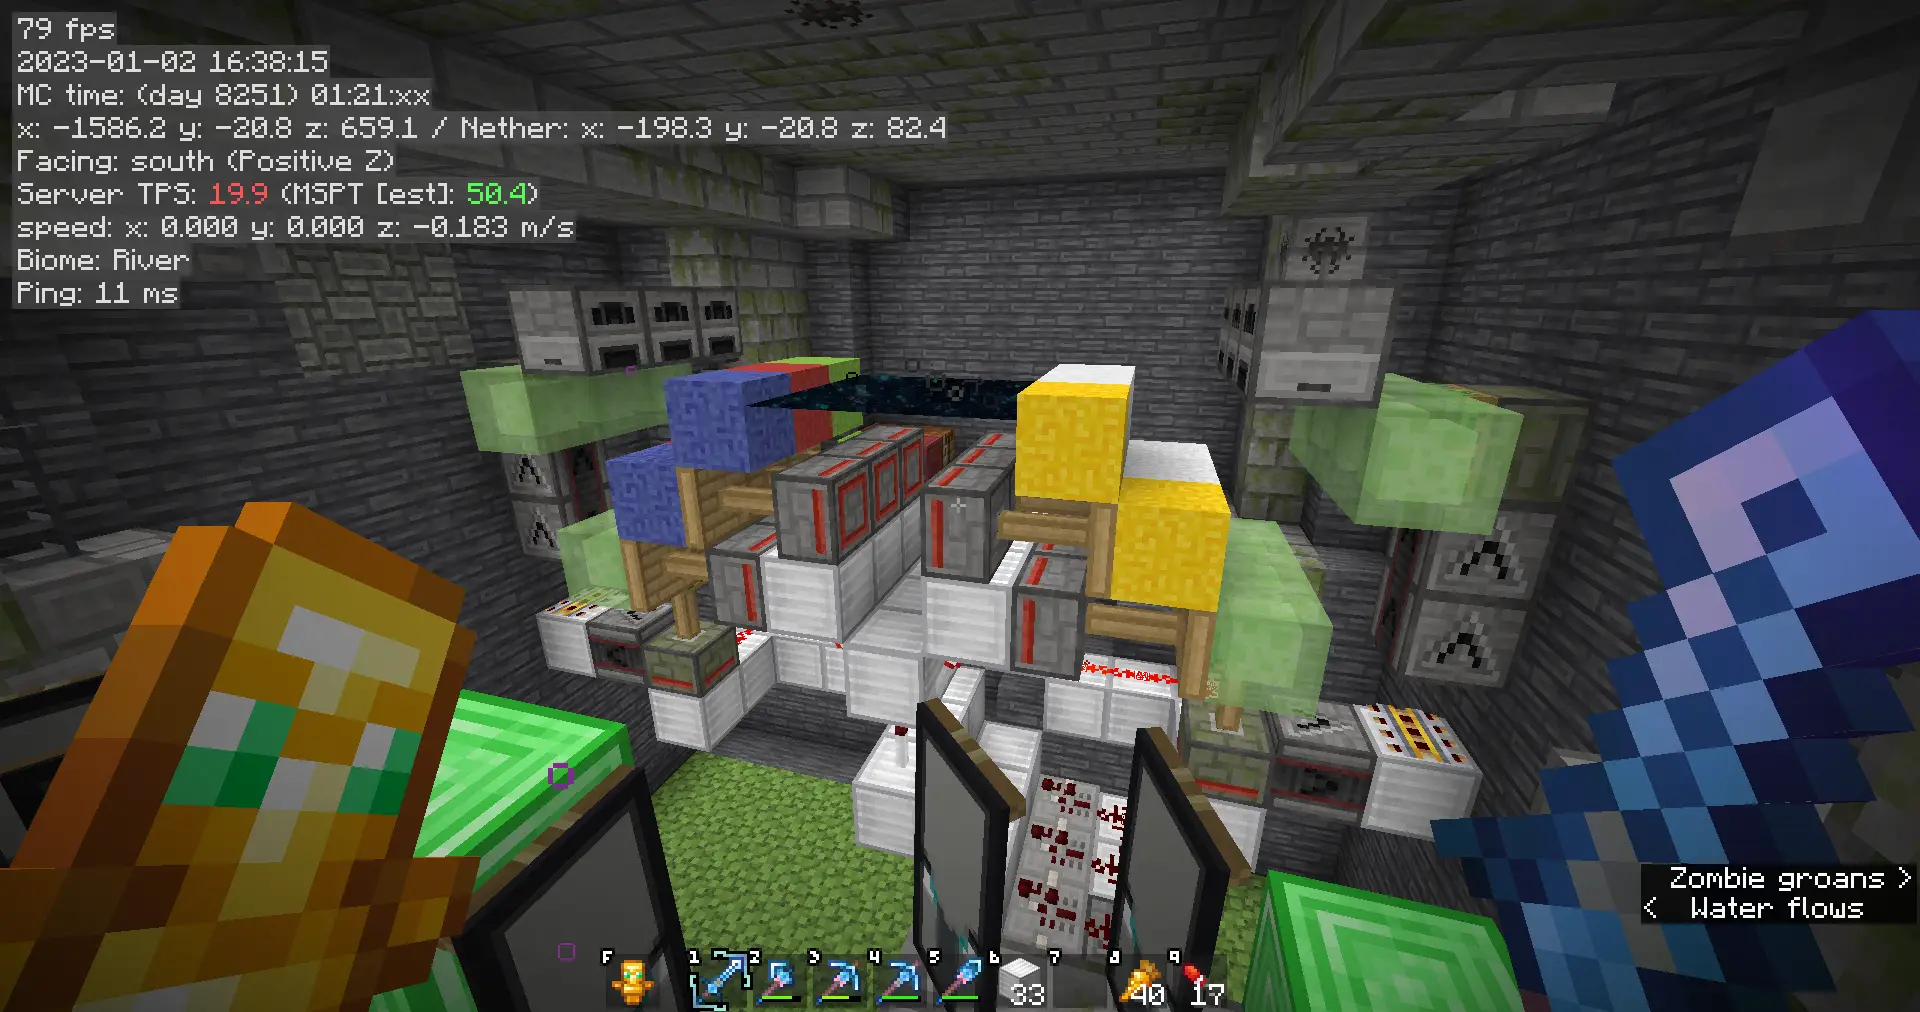 79 fps
2023-01-02 16:38:15
MC time: (day 8251) 01:21:xx
x: -1586.2 y: -20.8 z: 659.1 / Nether: x: -198.3 y: -20.8 z: 82.4
Facing: south (Positive Z)
Server TPS: 19.9 (MSPT [est]: 50.4)
speed: x: 0.000 y: 0.000 z: -0.183 m/s
Biome: River
Ping: 11 ms
Zombie groans >
< Water flows
F 1 2 3 4 5 6 7 8 9
33 40 17